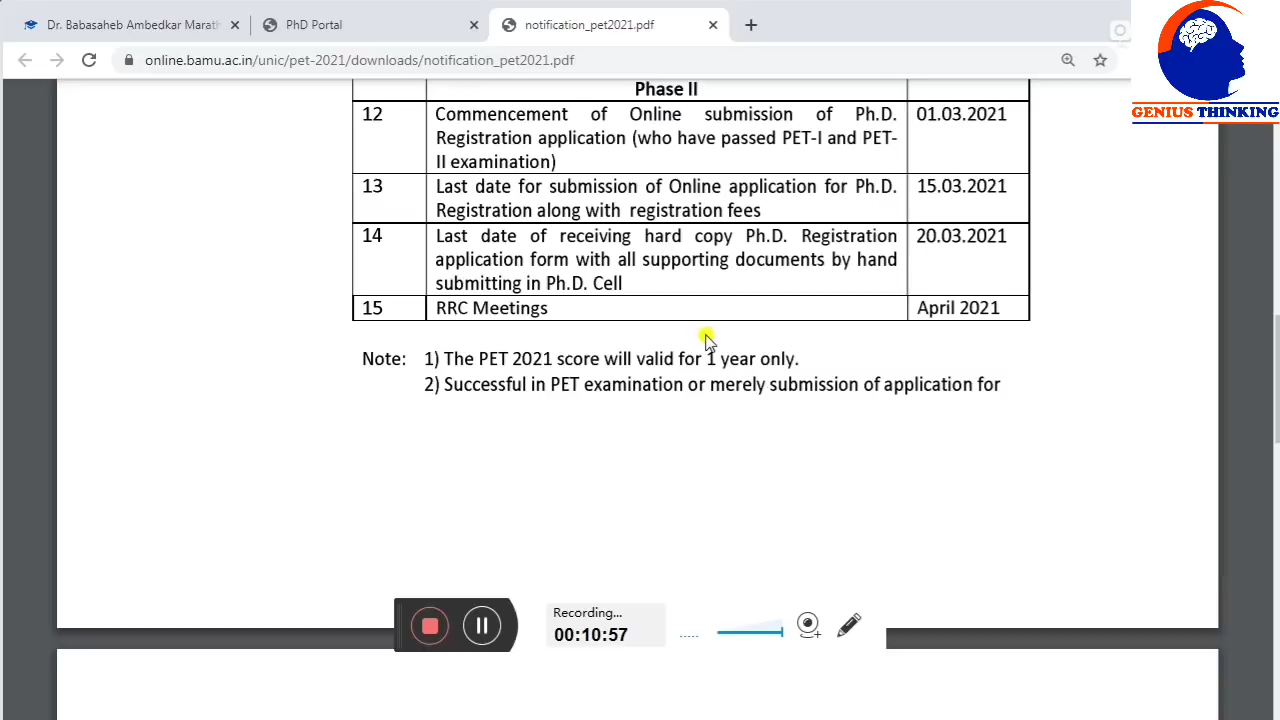 Dr. Babasaheb Ambedkar Marath
PhD Portal
notification_pet2021.pdf
online.bamu.ac.in/unic/pet-2021/downloads/notification_pet2021.pdf
GENIUS THINKING
Phase II
12 Commencement of Online submission of Ph.D. 01.03.2021
Registration application (who have passed PET-I and PET-
II examination)
13 Last date for submission of Online application for Ph.D. 15.03.2021
Registration along with registration fees
14 Last date of receiving hard copy Ph.D. Registration 20.03.2021
application form with all supporting documents by hand
submitting in Ph.D. Cell
15 RRC Meetings April 2021
Note: 1) The PET 2021 score will valid for 1 year only.
2) Successful in PET examination or merely submission of application for
Recording...
00:10:57